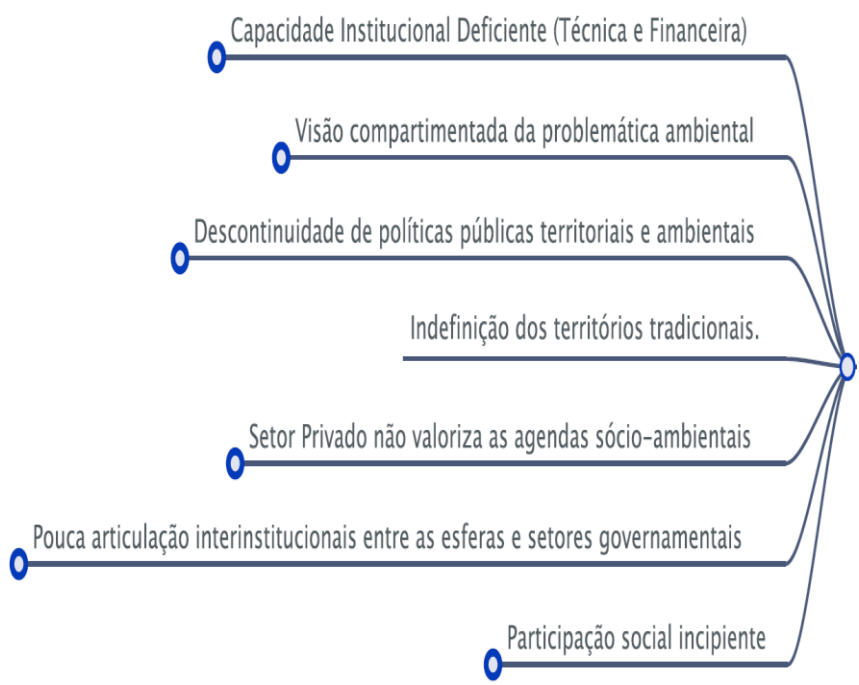 Capacidade Institucional Deficiente (Técnica e Financeira)
Visão compartimentada da problemática ambiental
Descontinuidade de políticas públicas territoriais e ambientais
Indefinição dos territórios tradicionais.
Setor Privado não valoriza as agendas sócio-ambientais
Pouca articulação interinstitucionais entre as esferas e setores governamentais
Participação social incipiente